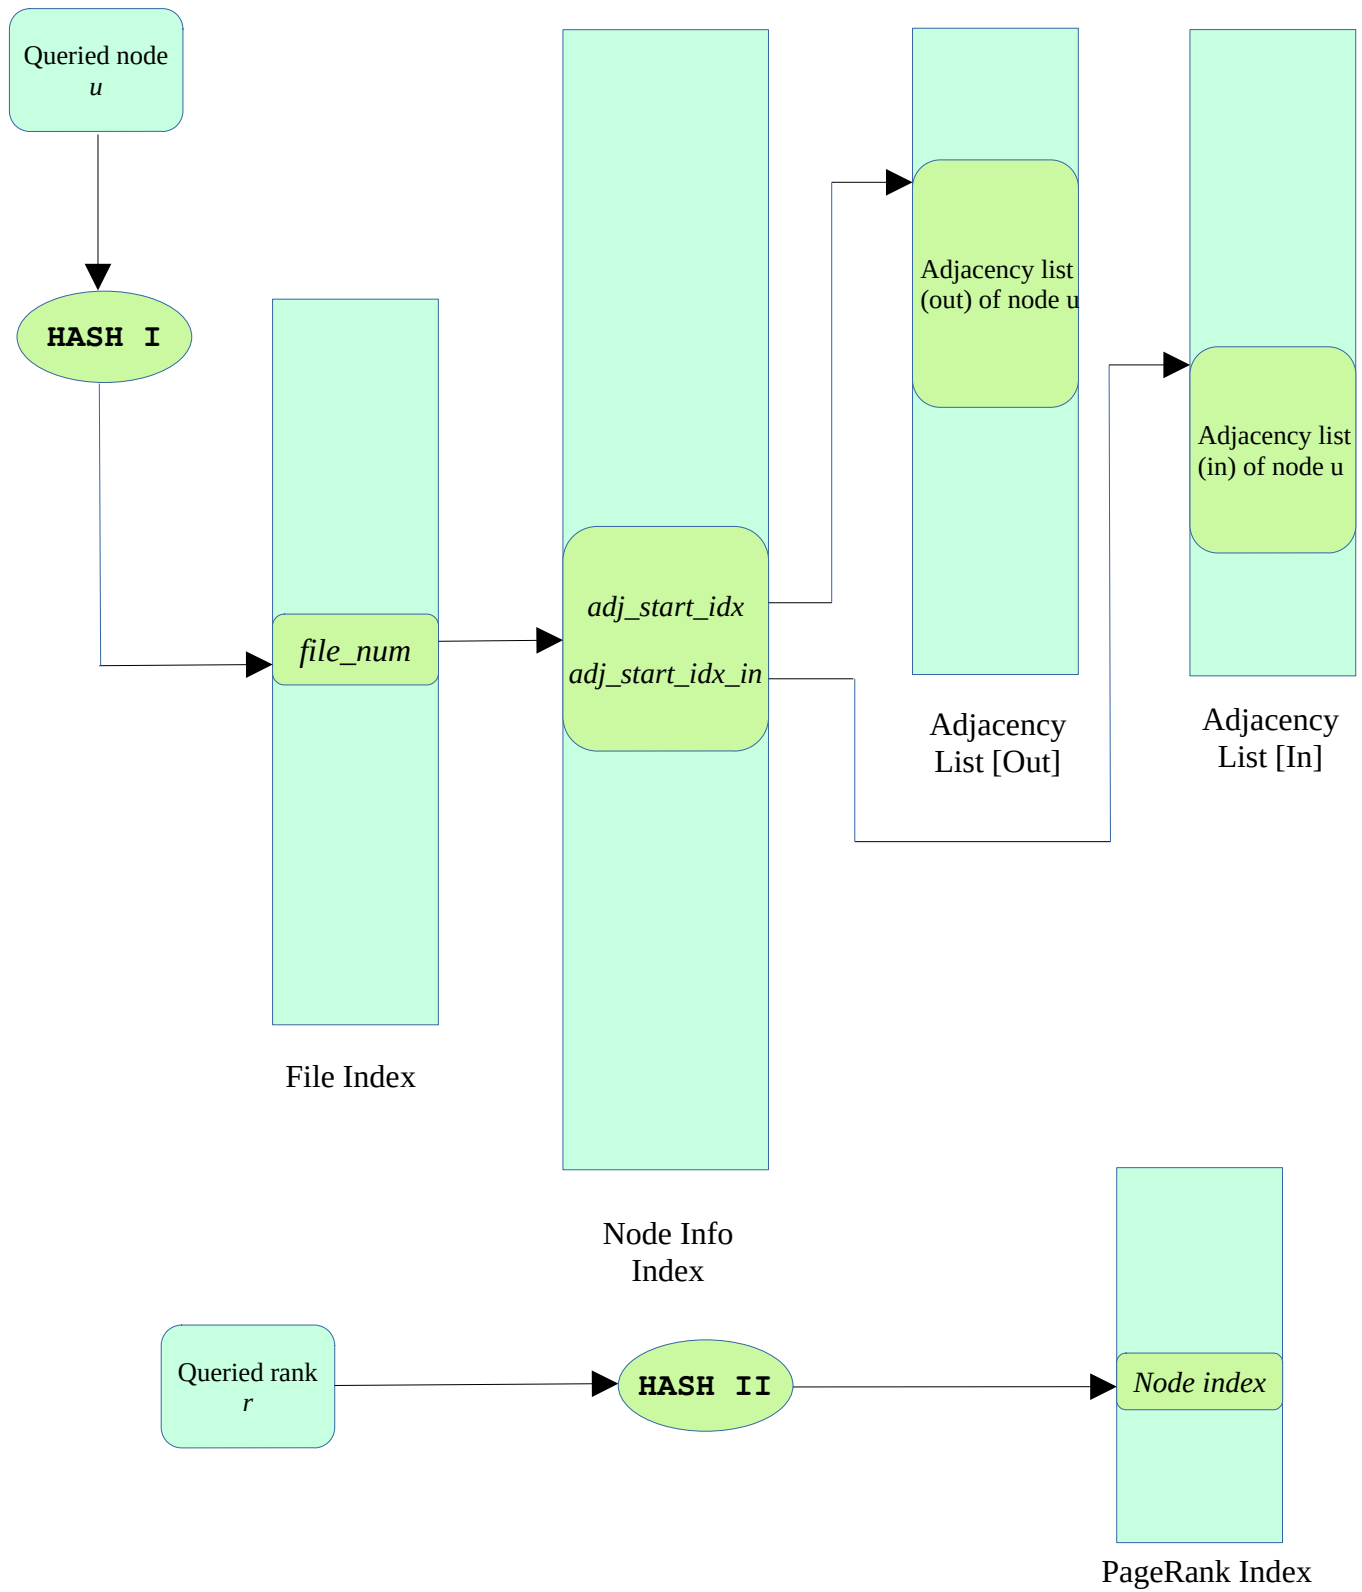 Queried node
u
HASH I
file_num
File Index
adj_start_idx
adj_start_idx_in
Node Info
Index
Adjacency list
(out) of node u
Adjacency
List [Out]
Adjacency list
(in) of node u
Adjacency
List [In]
Queried rank
r
HASH II
Node index
PageRank Index